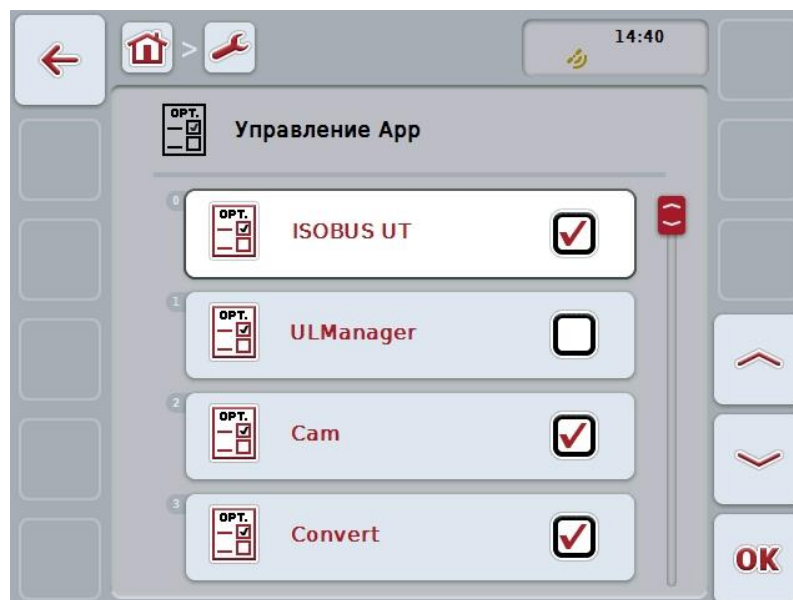 14:40
>
OPT.
Управление App
0
OPT.
ISOBUS UT
1
OPT.
ULManager
2
OPT.
Cam
3
OPT.
Convert
OK